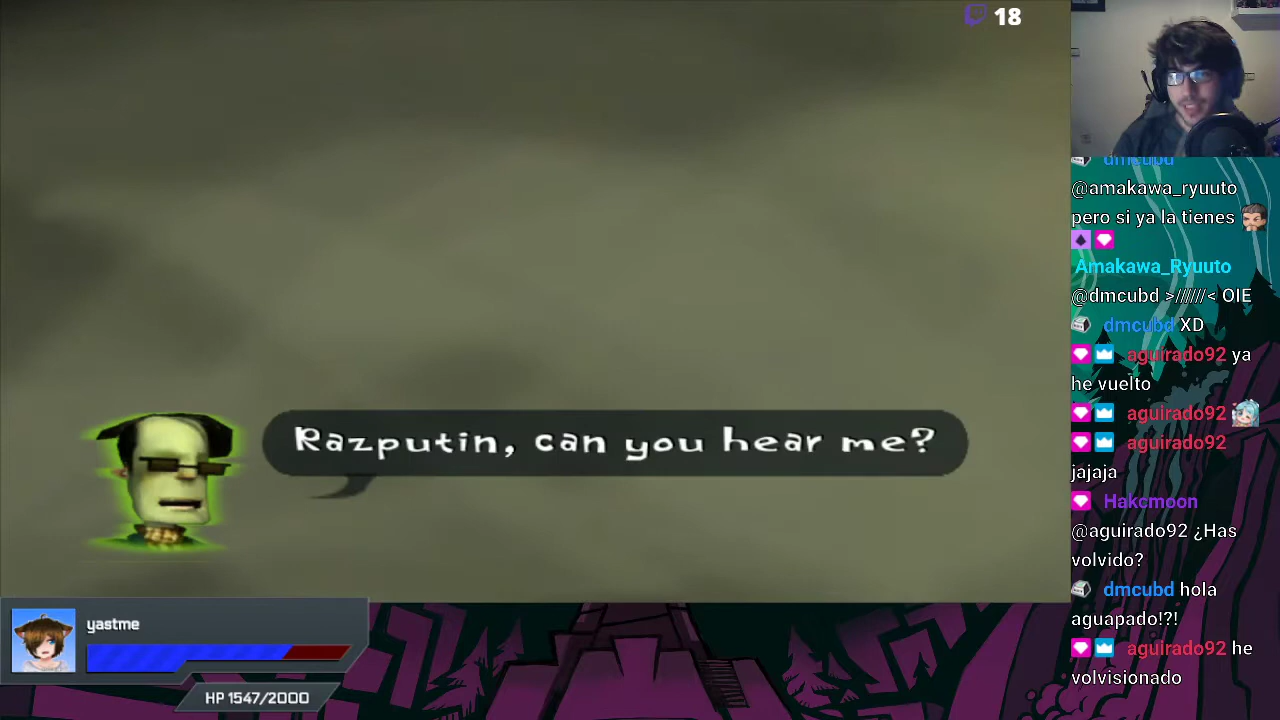 18
Razputin, can you hear me?
yastme
HP 1547/2000
dmcubd
@amakawa_ryuuto
pero si ya la tienes
Amakawa_Ryuuto
@dmcubd >//////< OIE
dmcubd XD
aguirado92 ya
he vuelto
aguirado92
aguirado92
jajaja
Hakcmoon
@aguirado92 ¿Has
volvido?
dmcubd hola
aguapado!?!
aguirado92 he
volvisionado